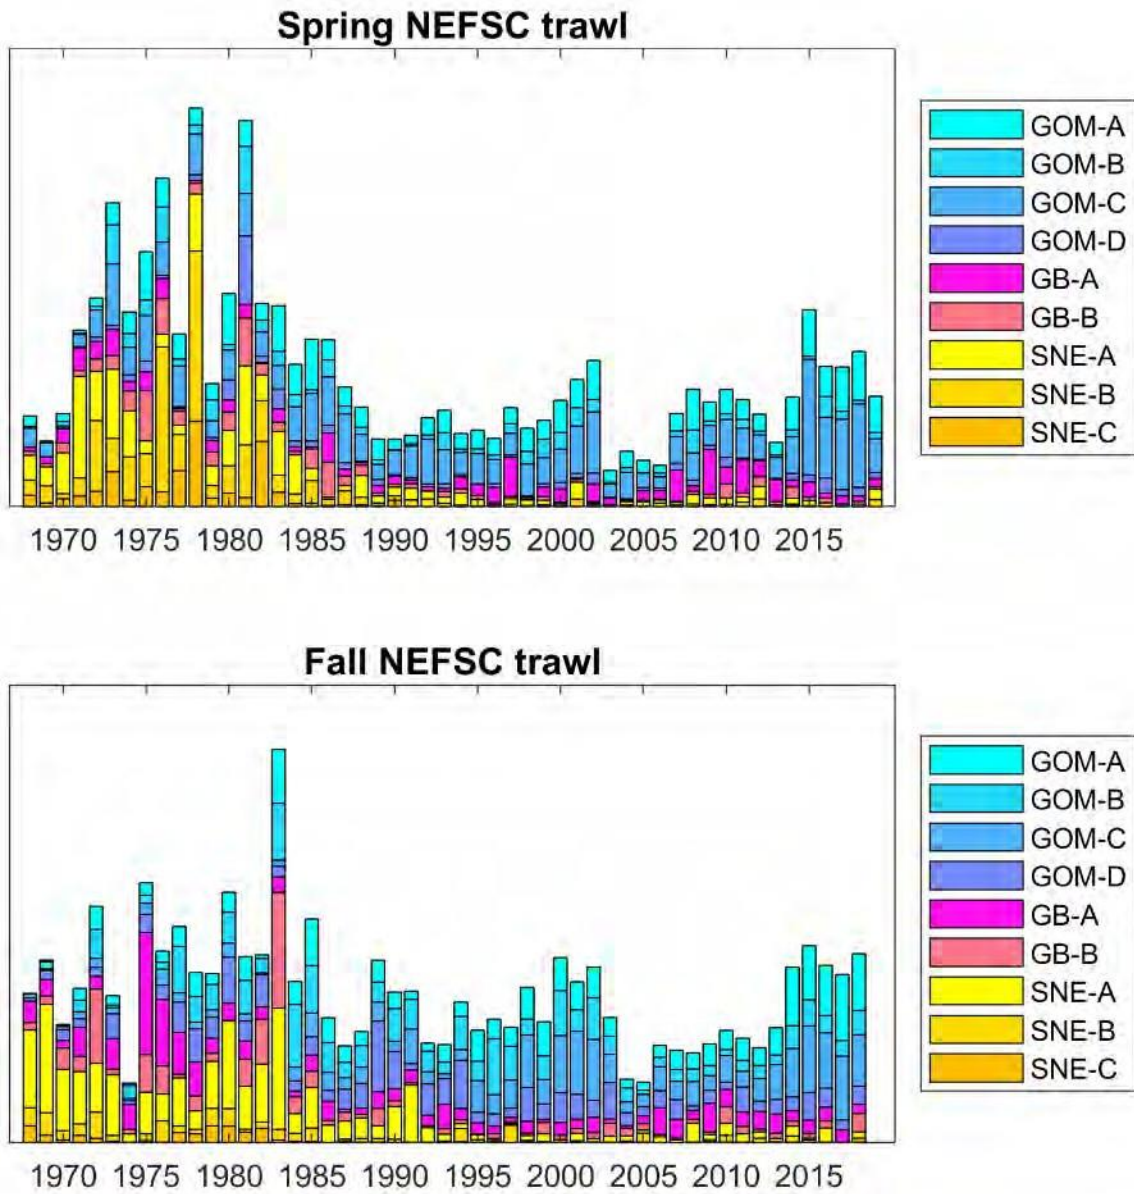 Spring NEFSC trawl
GOM-A
GOM-B
GOM-C
GOM-D
GB-A
GB-B
SNE-A
SNE-B
SNE-C
1970 1975 1980 1985 1990 1995 2000 2005 2010 2015
Fall NEFSC trawl
GOM-A
GOM-B
GOM-C
GOM-D
GB-A
GB-B
SNE-A
SNE-B
SNE-C
1970 1975 1980 1985 1990 1995 2000 2005 2010 2015